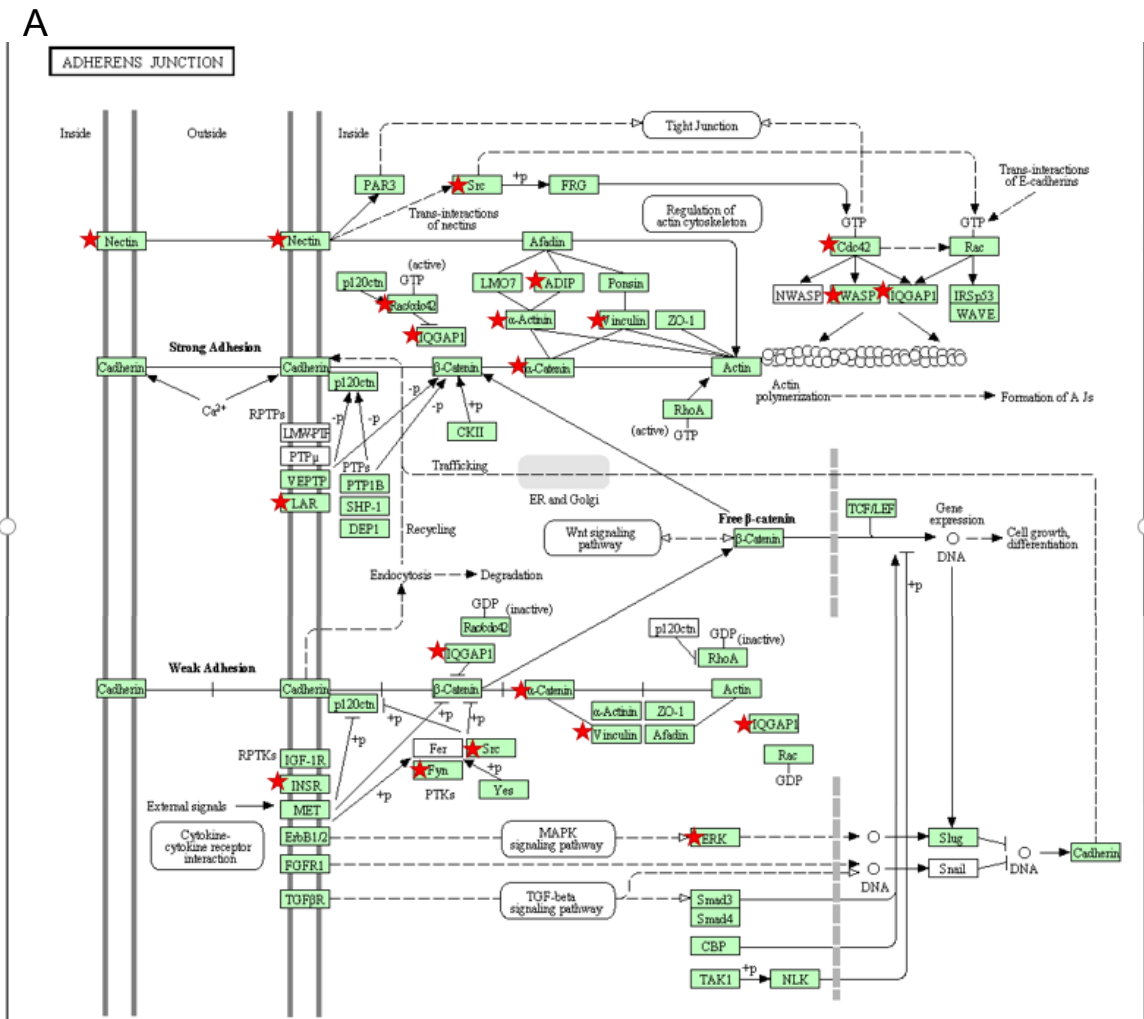 A
ADHERENS JUNCTION
Inside
Outside
Inside
Tight Junction
PAR3
Src
+p
FRG
Trans-interactions
of E-cadherins
Trans-interactions
of nectins
Regulation of
actin cytoskeleton
GTP
GTP
Nectin
Nectin
Afadin
Cdc42
Rac
(active)
p120ctn
GTP
LMO7
ADIP
Ponsin
Rac/cdc42
NWASP
WASP
IQGAP1
IRSp53
WAVE
α-Actinin
Vinculin
ZO-1
IQGAP1
Strong Adhesion
Cadherin
Cadherin
β-Catenin
α-Catenin
Actin
p120ctn
-p
Actin
polymerization
Formation of A Js
Ca2+
RPTPs
-p
-p
-p
+p
RhoA
(active)
GTP
LMW-PTP
CKII
PTPμ
PTPs
Trafficking
VEPTP
PTP1B
LAR
SHP-1
ER and Golgi
DEP1
Recycling
TCF/LEF
Gene
expression
Free β-catenin
Wnt signaling
pathway
β-Catenin
Cell growth,
differentiation
DNA
+p
Endocytosis
Degradation
GDP
(inactive)
Rac/cdc42
p120ctn
GDP
(inactive)
IQGAP1
RhoA
Weak Adhesion
Cadherin
Cadherin
β-Catenin
α-Catenin
Actin
p120ctn
α-Actinin
ZO-1
+p
+p
+p
IQGAP1
Vinculin
Afadin
RPTKs
IGF-1R
Fer
Src
Rac
INSR
Fyn
+p
GDP
+p
PTKs
Yes
External signals
MET
Cytokine-
cytokine receptor
interaction
ErbB1/2
MAPK
signaling pathway
ERK
Slug
FGFR1
Snail
DNA
Cadherin
DNA
TGFβR
TGF-beta
signaling pathway
Smad3
Smad4
CBP
TAK1
+p
NLK